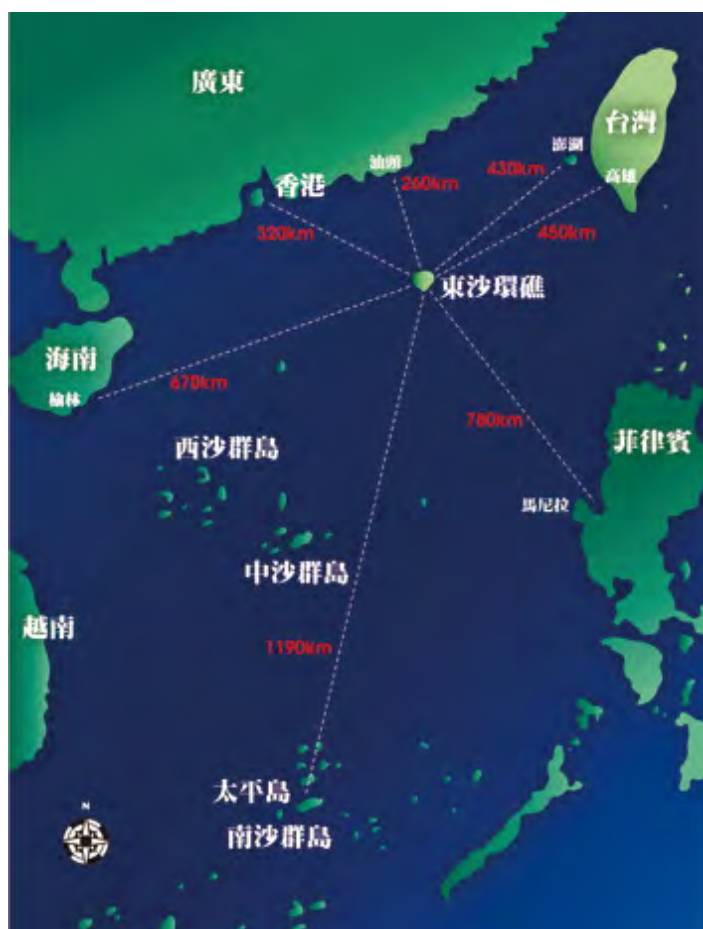 廣東
台灣
澎湖
汕頭
430km
高雄
香港
260km
320km
450km
東沙環礁
海南
670km
榆林
780km
西沙群島
菲律賓
馬尼拉
中沙群島
越南
1190km
太平島
N
南沙群島